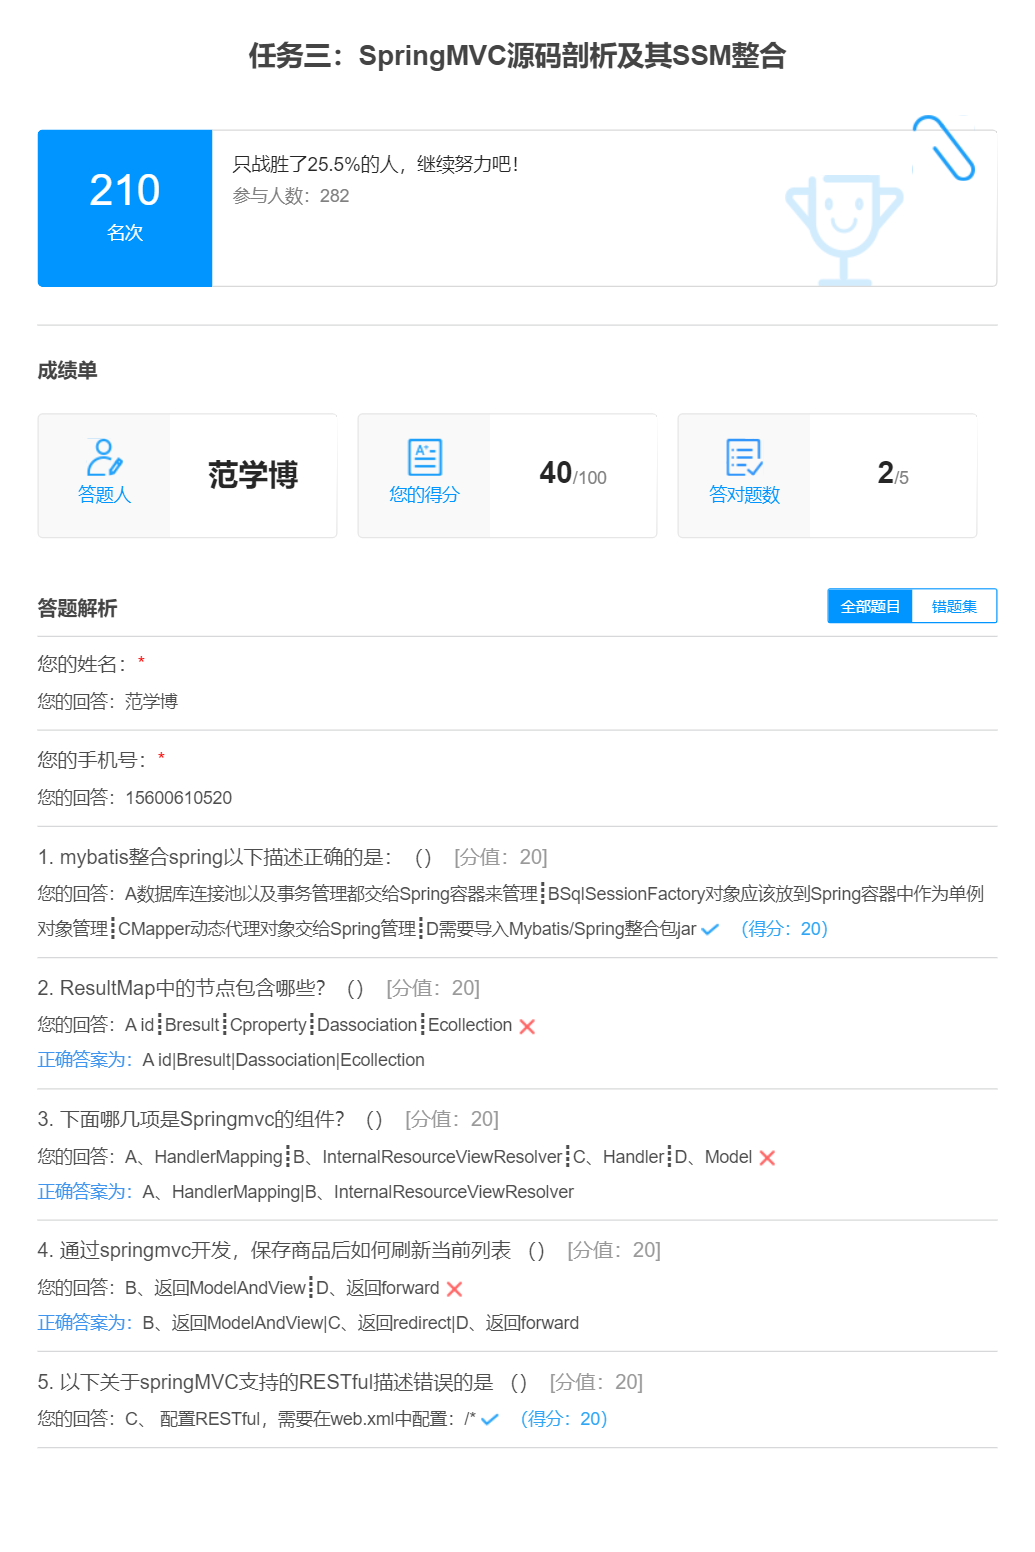 任务三：SpringMVC源码剖析及其SSM整合
210
名次
只战胜了25.5%的人，继续努力吧！
参与人数：282
成绩单
答题人
范学博
您的得分
40/100
答对题数
2/5
答题解析
全部题目 错题集
您的姓名：*
您的回答：范学博
您的手机号：*
您的回答：15600610520
1. mybatis整合spring以下描述正确的是：（） [分值：20]
您的回答：A数据库连接池以及事务管理都交给Spring容器来管理┋BSqlSessionFactory对象应该放到Spring容器中作为单例
对象管理┋CMapper动态代理对象交给Spring管理┋D需要导入Mybatis/Spring整合包jar （得分：20）
2. ResultMap中的节点包含哪些？（） [分值：20]
您的回答：A id┋Bresult┋Cproperty┋Dassociation┋Ecollection
正确答案为：A id|Bresult|Dassociation|Ecollection
3. 下面哪几项是Springmvc的组件？（） [分值：20]
您的回答：A、HandlerMapping┋B、InternalResourceViewResolver┋C、Handler┋D、Model
正确答案为：A、HandlerMapping|B、InternalResourceViewResolver
4. 通过springmvc开发，保存商品后如何刷新当前列表 （） [分值：20]
您的回答：B、返回ModelAndView┋D、返回forward
正确答案为：B、返回ModelAndView|C、返回redirect|D、返回forward
5. 以下关于springMVC支持的RESTful描述错误的是 （） [分值：20]
您的回答：C、 配置RESTful，需要在web.xml中配置：/* （得分：20）